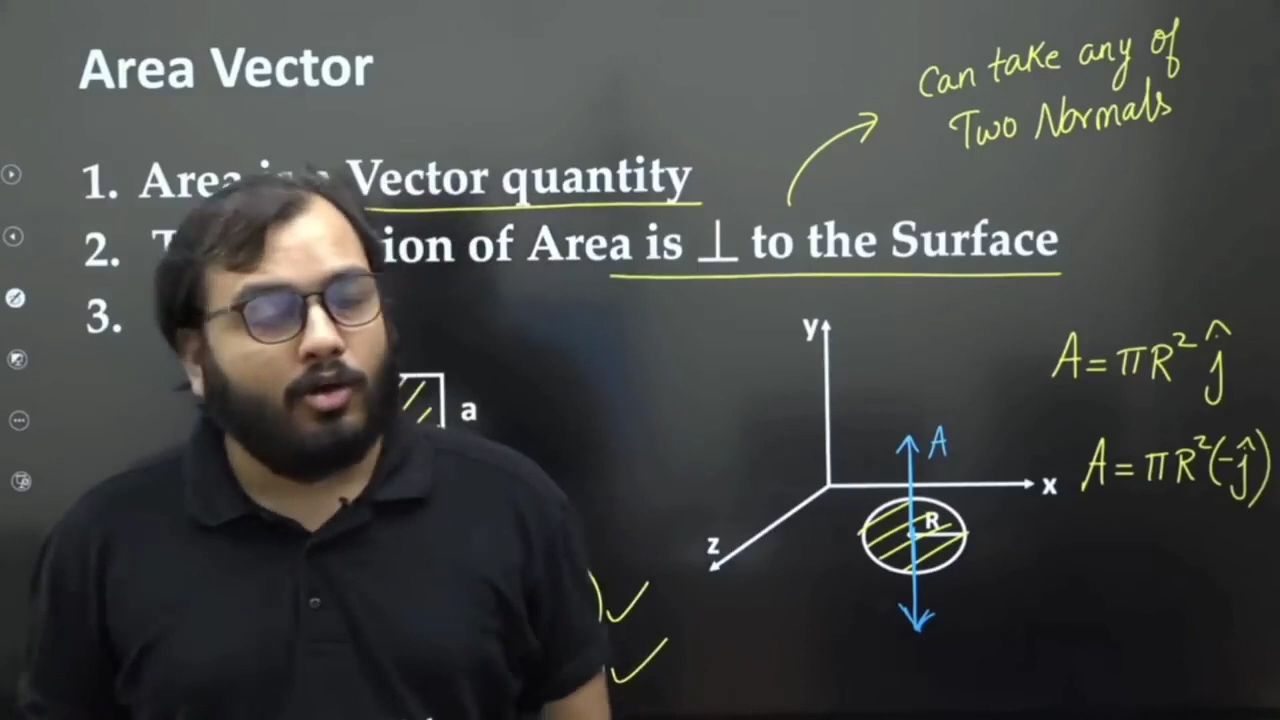 Area Vector
Can take any of
Two Normals
1. Area is a Vector quantity
2. ion of Area is ⊥ to the Surface
3.
a
y
x
z
A
R
A = πR² ĵ
A = πR²(-ĵ)
)✓
✓